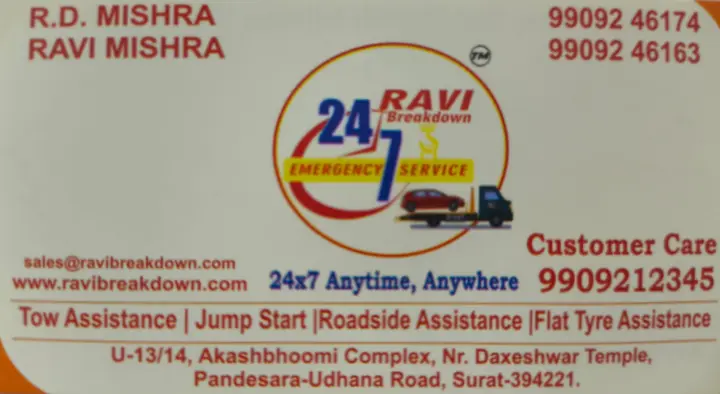 R.D. MISHRA 99092 46174
RAVI MISHRA 99092 46163
TM
RAVI
Breakdown
24
7
EMERGENCY SERVICE
Customer Care
sales@ravibreakdown.com
www.ravibreakdown.com 24x7 Anytime, Anywhere 9909212345
Tow Assistance | Jump Start |Roadside Assistance |Flat Tyre Assistance
U-13/14, Akashbhoomi Complex, Nr. Daxeshwar Temple,
Pandesara-Udhana Road, Surat-394221.